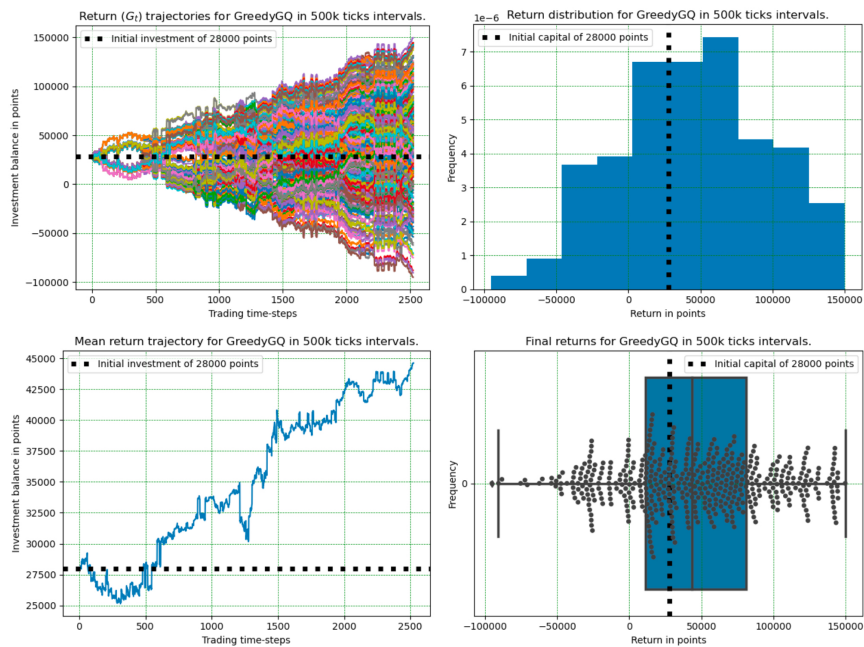 Return (Gt) trajectories for GreedyGQ in 500k ticks intervals.
Initial investment of 28000 points
Investment balance in points
150000
100000
50000
0
−50000
−100000
0 500 1000 1500 2000 2500
Trading time-steps
Return distribution for GreedyGQ in 500k ticks intervals.
1e−6
Initial capital of 28000 points
Frequency
7
6
5
4
3
2
1
0
−100000 −50000 0 50000 100000 150000
Return in points
Mean return trajectory for GreedyGQ in 500k ticks intervals.
Initial investment of 28000 points
Investment balance in points
45000
42500
40000
37500
35000
32500
30000
27500
25000
0 500 1000 1500 2000 2500
Trading time-steps
Final returns for GreedyGQ in 500k ticks intervals.
Initial capital of 28000 points
Frequency
0
−100000 −50000 0 50000 100000 150000
Return in points